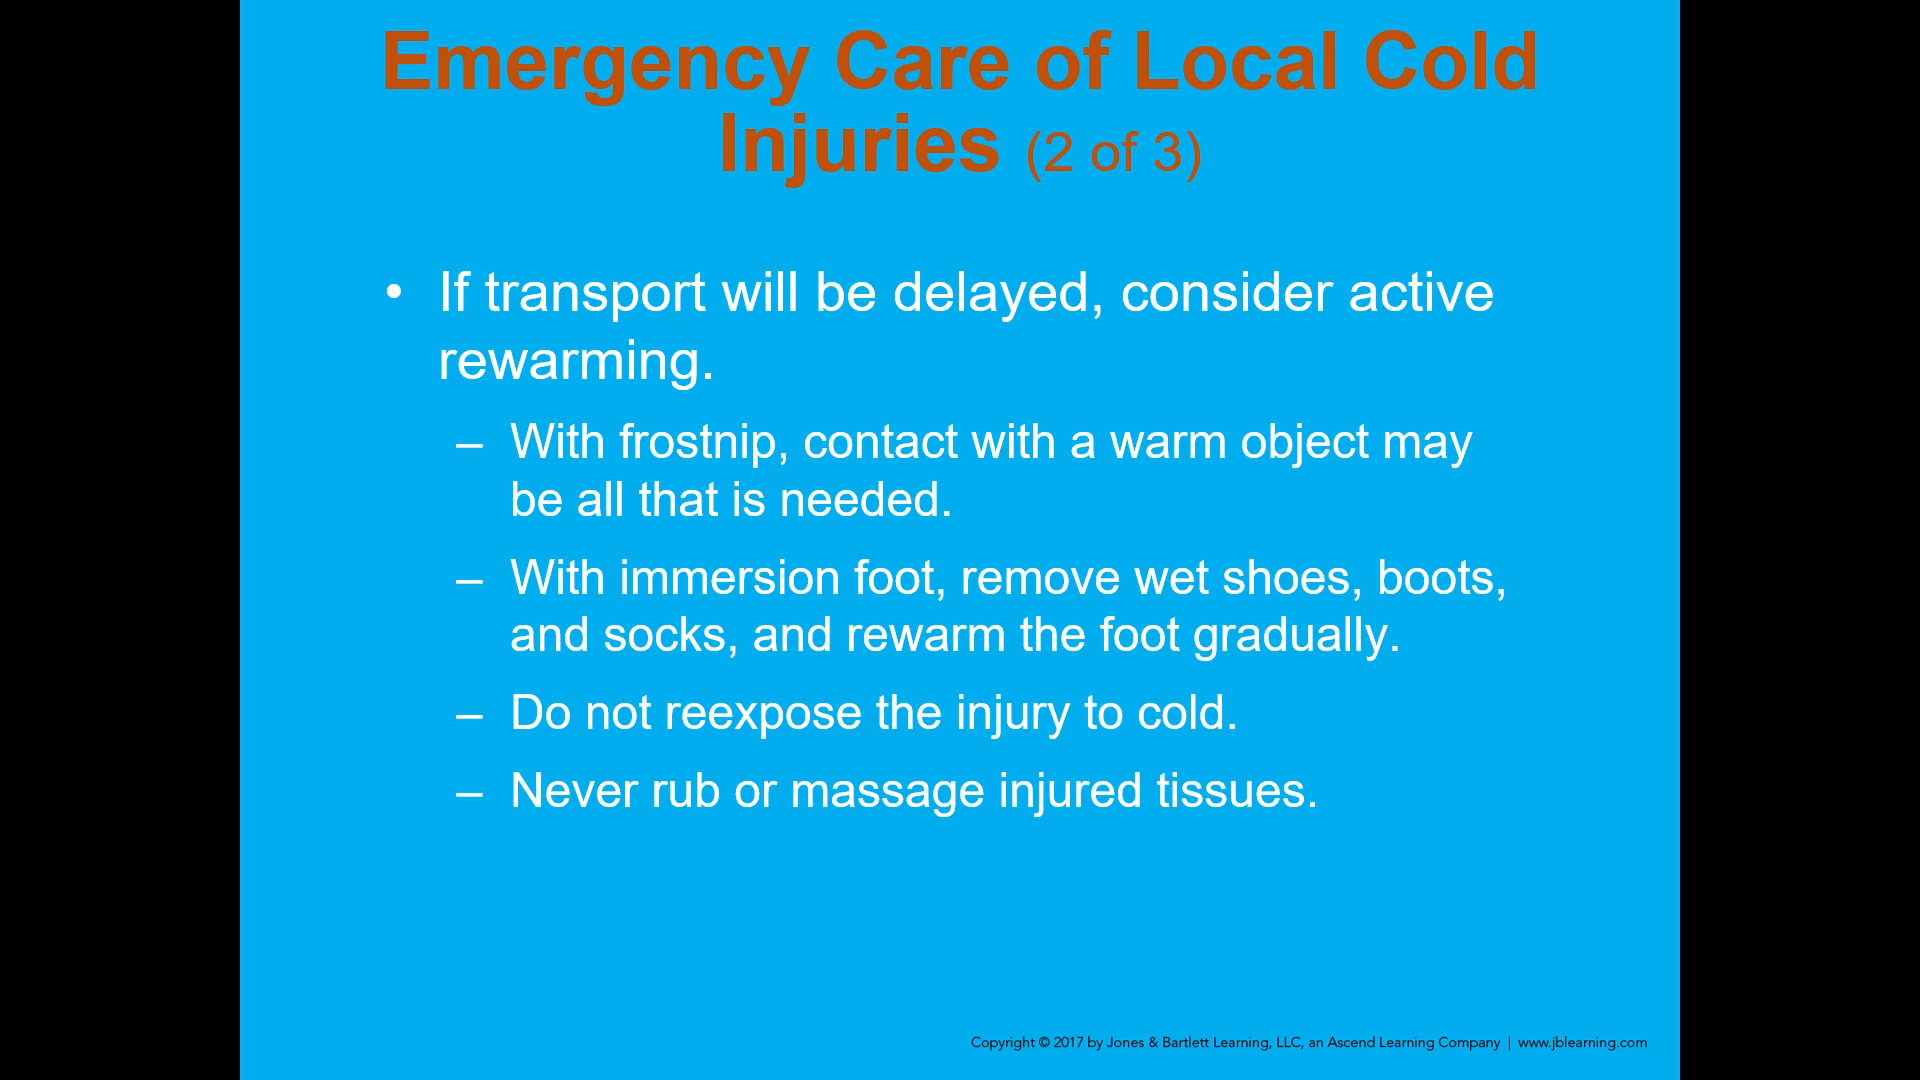 Emergency Care of Local Cold
Injuries (2 of 3)
• If transport will be delayed, consider active
rewarming.
– With frostnip, contact with a warm object may
be all that is needed.
– With immersion foot, remove wet shoes, boots,
and socks, and rewarm the foot gradually.
– Do not reexpose the injury to cold.
– Never rub or massage injured tissues.
Copyright © 2017 by Jones & Bartlett Learning, LLC, an Ascend Learning Company | www.jblearning.com